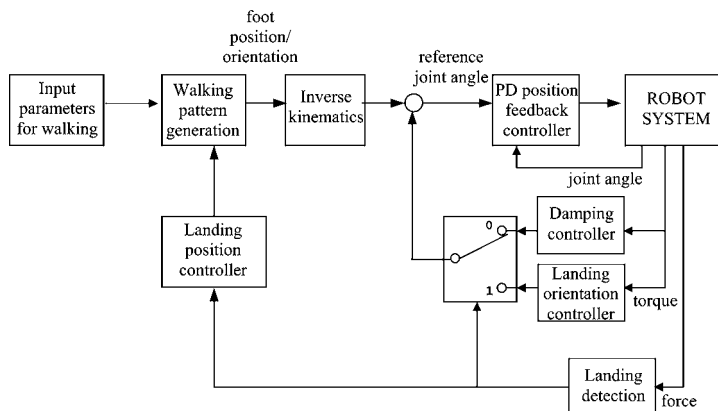 foot
position/
orientation
reference
joint angle
Input
parameters
for walking
Walking
pattern
generation
Inverse
kinematics
PD position
feedback
controller
ROBOT
SYSTEM
joint angle
Landing
position
controller
0
1
Damping
controller
Landing
orientation
controller
torque
Landing
detection
force